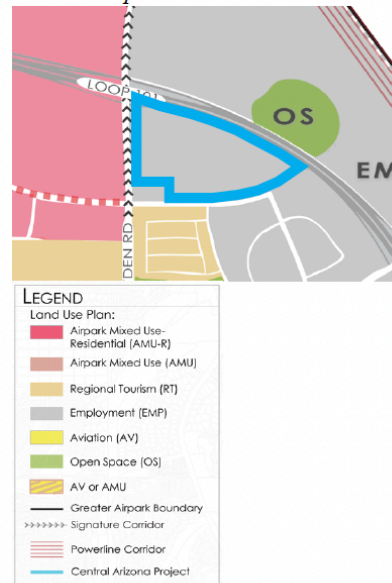 LOOP 101
OS
EM
DEN RD
LEGEND
Land Use Plan:
Airpark Mixed Use-
Residential (AMU-R)
Airpark Mixed Use (AMU)
Regional Tourism (RT)
Employment (EMP)
Aviation (AV)
Open Space (OS)
AV or AMU
Greater Airpark Boundary
Signature Corridor
Powerline Corridor
Central Arizona Project